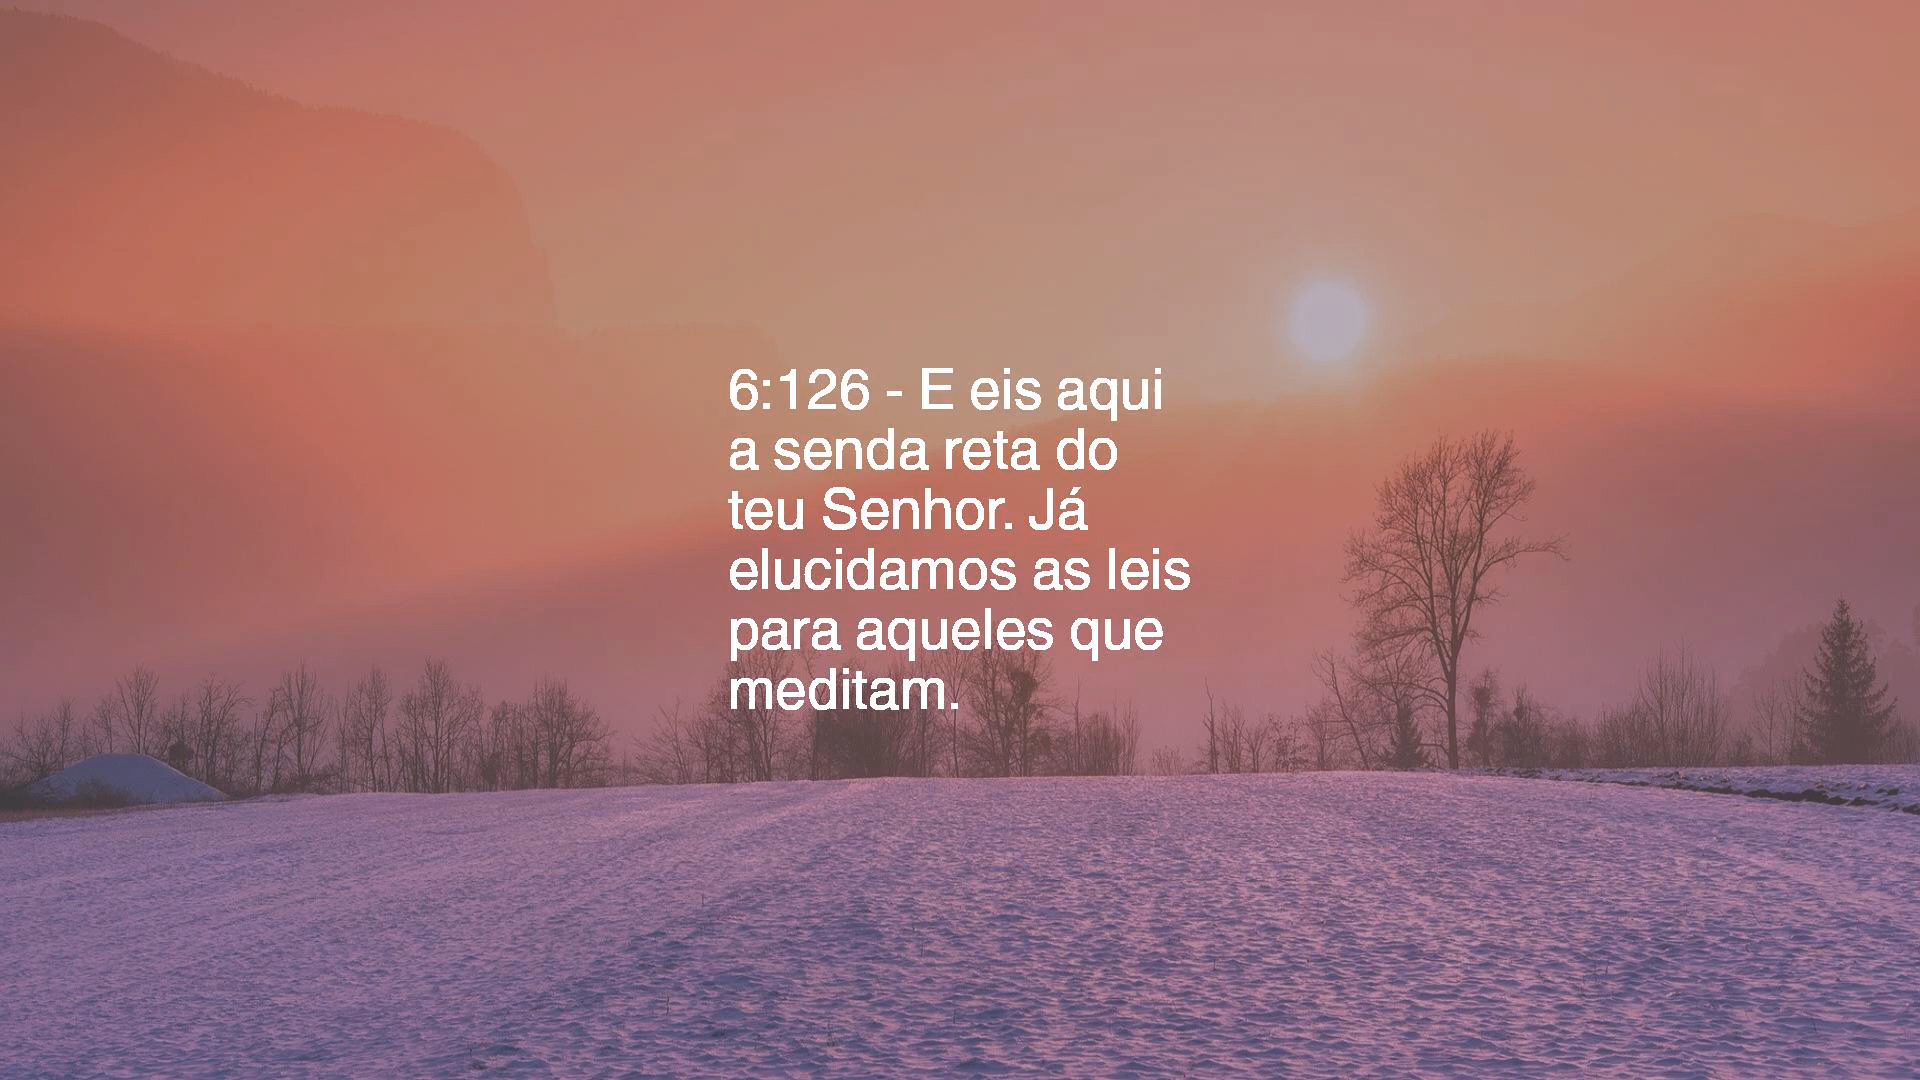 6:126 - E eis aqui
a senda reta do
teu Senhor. Já
elucidamos as leis
para aqueles que
meditam.